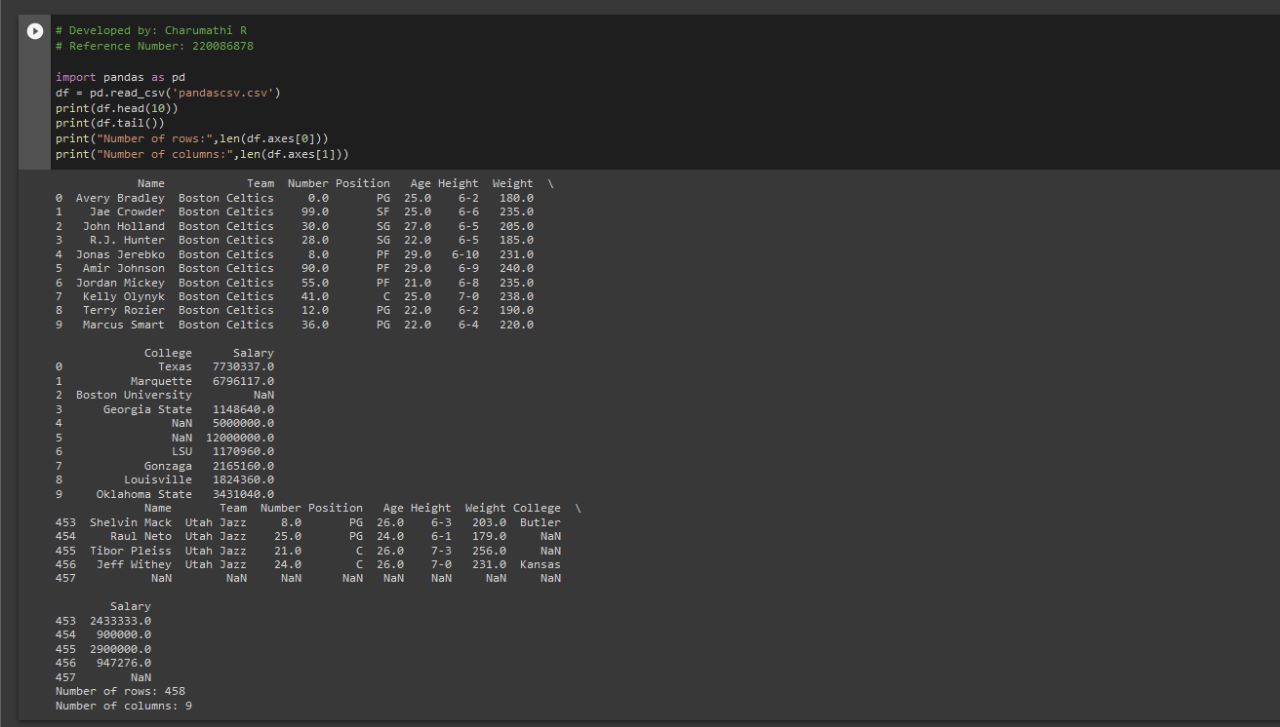 # Developed by: Charumathi R
# Reference Number: 220086878
import pandas as pd
df = pd.read_csv('pandascsv.csv')
print(df.head(10))
print(df.tail())
print("Number of rows:",len(df.axes[0]))
print("Number of columns:",len(df.axes[1]))
Name Team Number Position Age Height Weight \
0 Avery Bradley Boston Celtics 0.0 PG 25.0 6-2 180.0
1 Jae Crowder Boston Celtics 99.0 SF 25.0 6-6 235.0
2 John Holland Boston Celtics 30.0 SG 27.0 6-5 205.0
3 R.J. Hunter Boston Celtics 28.0 SG 22.0 6-5 185.0
4 Jonas Jerebko Boston Celtics 8.0 PF 29.0 6-10 231.0
5 Amir Johnson Boston Celtics 90.0 PF 29.0 6-9 240.0
6 Jordan Mickey Boston Celtics 55.0 PF 21.0 6-8 235.0
7 Kelly Olynyk Boston Celtics 41.0 C 25.0 7-0 238.0
8 Terry Rozier Boston Celtics 12.0 PG 22.0 6-2 190.0
9 Marcus Smart Boston Celtics 36.0 PG 22.0 6-4 220.0
College Salary
0 Texas 7730337.0
1 Marquette 6796117.0
2 Boston University NaN
3 Georgia State 1148640.0
4 NaN 5000000.0
5 NaN 12000000.0
6 LSU 1170960.0
7 Gonzaga 2165160.0
8 Louisville 1824360.0
9 Oklahoma State 3431040.0
Name Team Number Position Age Height Weight College \
453 Shelvin Mack Utah Jazz 8.0 PG 26.0 6-3 203.0 Butler
454 Raul Neto Utah Jazz 25.0 PG 24.0 6-1 179.0 NaN
455 Tibor Pleiss Utah Jazz 21.0 C 26.0 7-3 256.0 NaN
456 Jeff Withey Utah Jazz 24.0 C 26.0 7-0 231.0 Kansas
457 NaN NaN NaN NaN NaN NaN NaN NaN
Salary
453 2433333.0
454 900000.0
455 2900000.0
456 947276.0
457 NaN
Number of rows: 458
Number of columns: 9